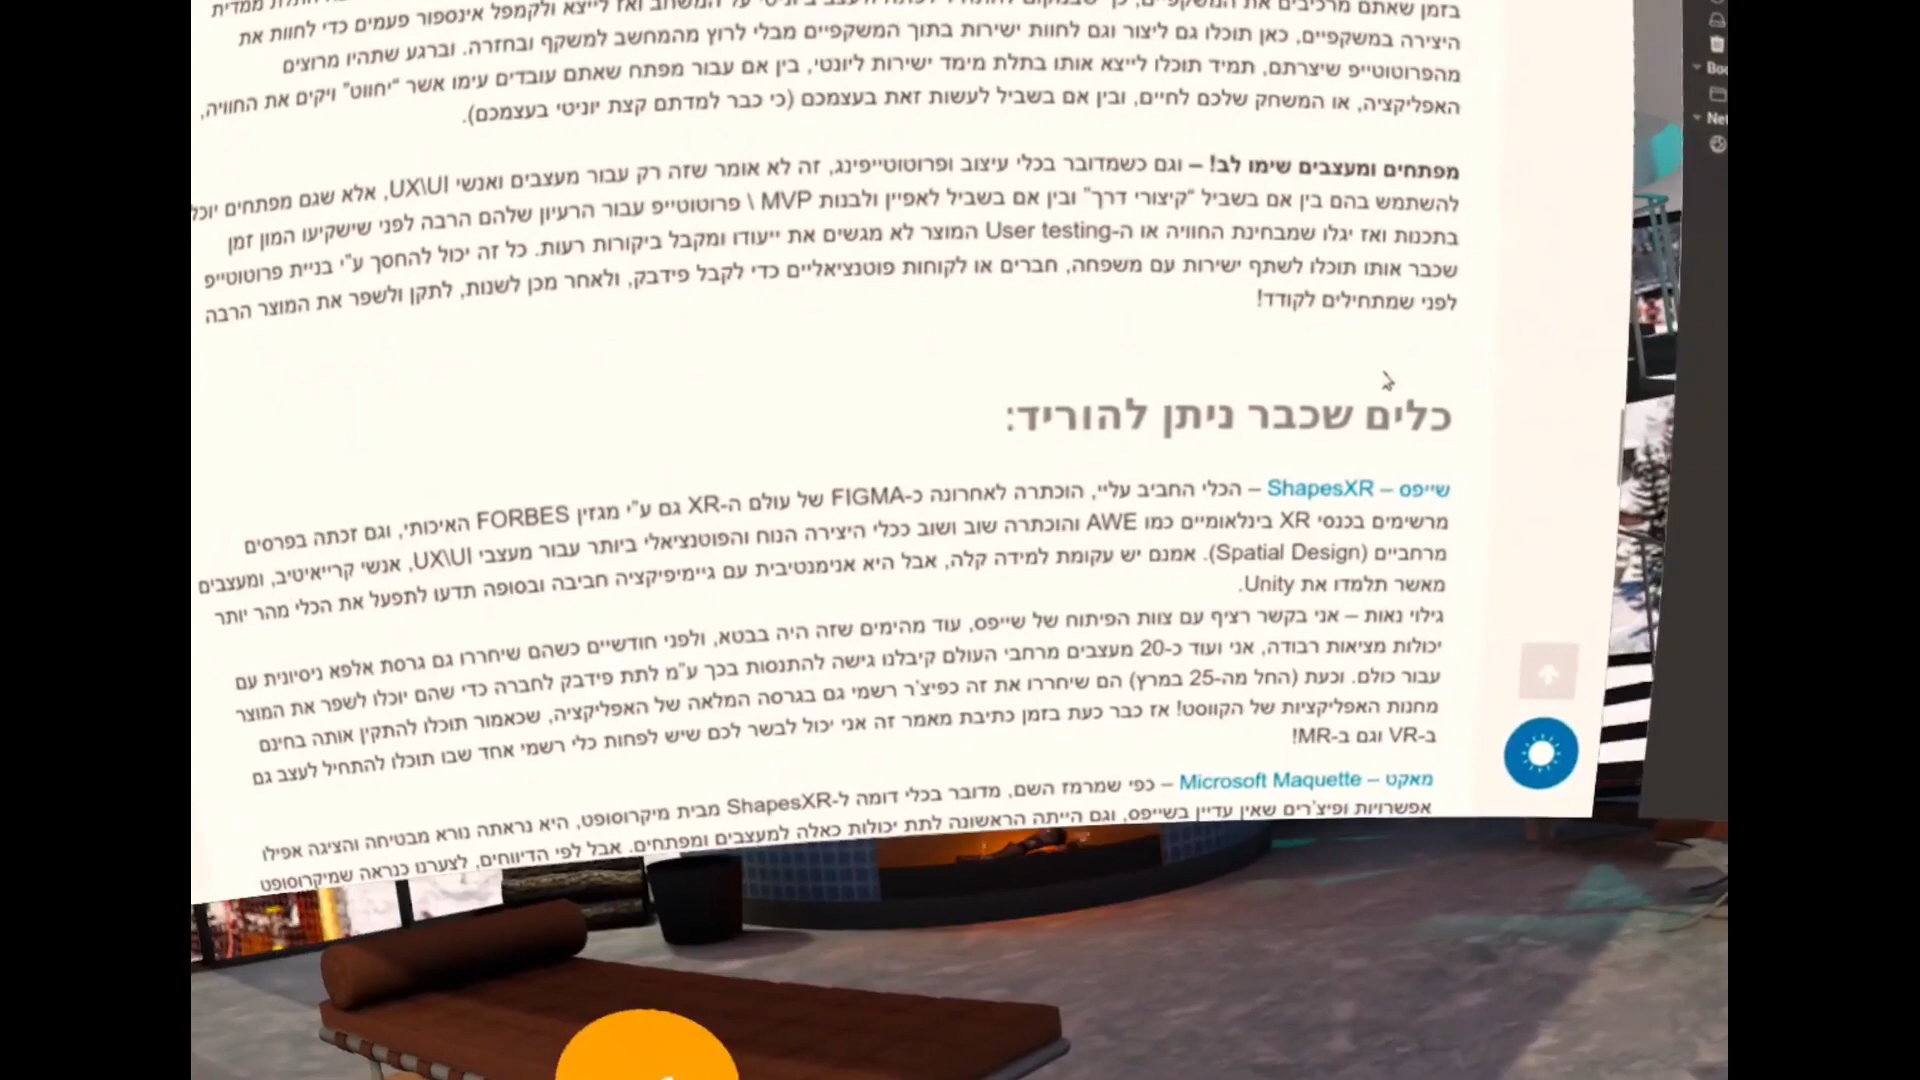 בזמן שאתם מרכיבים את המשקפיים, כך שבמקום
היצירה במשקפיים, כאן תוכלו גם ליצור וגם לחוות ישירות בתוך המשקפיים מבלי לרוץ מהמחשב למשקף ובחזרה. וברגע שתהיו מרוצים
מהפרוטוטייפ שיצרתם, תמיד תוכלו לייצא אותו בתלת מימד ישירות ליונטי, בין אם עבור מפתח שאתם עובדים עימו אשר "יחווט" ויקים את החוויה,
האפליקציה, או המשחק שלכם לחיים, ובין אם בשביל לעשות זאת בעצמכם (כי כבר למדתם קצת יוניטי בעצמכם).
מפתחים ומעצבים שימו לב! – וגם כשמדובר בכלי עיצוב ופרוטוטייפינג, זה לא אומר שזה רק עבור מעצבים ואנשי UX\UI, אלא שגם מפתחים יוכל
להשתמש בהם בין אם בשביל "קיצורי דרך" ובין אם בשביל לאפיין ולבנות MVP \ פרוטוטייפ עבור הרעיון שלהם הרבה לפני שישקיעו המון זמן
בתכנות ואז יגלו שמבחינת החוויה או ה-User testing המוצר לא מגשים את ייעודו ומקבל ביקורות רעות. כל זה יכול להחסך ע"י בניית פרוטוטייפ
שכבר אותו תוכלו לשתף ישירות עם משפחה, חברים או לקוחות פוטנציאליים כדי לקבל פידבק, ולאחר מכן לשנות, לתקן ולשפר את המוצר הרבה
לפני שמתחילים לקודד!
כלים שכבר ניתן להוריד:
שייפס – ShapesXR – הכלי החביב עליי, הוכתרה לאחרונה כ-FIGMA של עולם ה-XR גם ע"י מגזין FORBES האיכותי, וגם זכתה בפרסים
מרשימים בכנסי XR בינלאומיים כמו AWE והוכתרה שוב ושוב ככלי היצירה הנוח והפוטנציאלי ביותר עבור מעצבי UX\UI, אנשי קרייאטיב, ומעצבים
מרחביים (Spatial Design). אמנם יש עקומת למידה קלה, אבל היא אנימנטיבית עם גיימיפיקציה חביבה ובסופה תדעו לתפעל את הכלי מהר יותר
מאשר תלמדו את Unity.
גילוי נאות – אני בקשר רציף עם צוות הפיתוח של שייפס, עוד מהימים שזה היה בבטא, ולפני חודשיים כשהם שיחררו גם גרסת אלפא ניסיונית עם
יכולות מציאות רבודה, אני ועוד כ-20 מעצבים מרחבי העולם קיבלנו גישה להתנסות בכך ע"מ לתת פידבק לחברה כדי שהם יוכלו לשפר את המוצר
עבור כולם. וכעת (החל מה-25 במרץ) הם שיחררו את זה כפיצ'ר רשמי גם בגרסה המלאה של האפליקציה, שכאמור תוכלו להתקין אותה בחינם
מחנות האפליקציות של הקווסט! אז כבר כעת בזמן כתיבת מאמר זה אני יכול לבשר לכם שיש לפחות כלי רשמי אחד שבו תוכלו להתחיל לעצב גם
ב-VR וגם ב-MR!
מאקט – Microsoft Maquette – כפי שמרמז השם, מדובר בכלי דומה ל-ShapesXR מבית מיקרוסופט, היא נראתה נורא מבטיחה והציגה אפילו
אפשרויות ופיצ'רים שאין עדיין בשייפס, וגם הייתה הראשונה לתת יכולות כאלה למעצבים ומפתחים. אבל לפי הדיווחים, לצערנו כנראה שמיקרוסופט